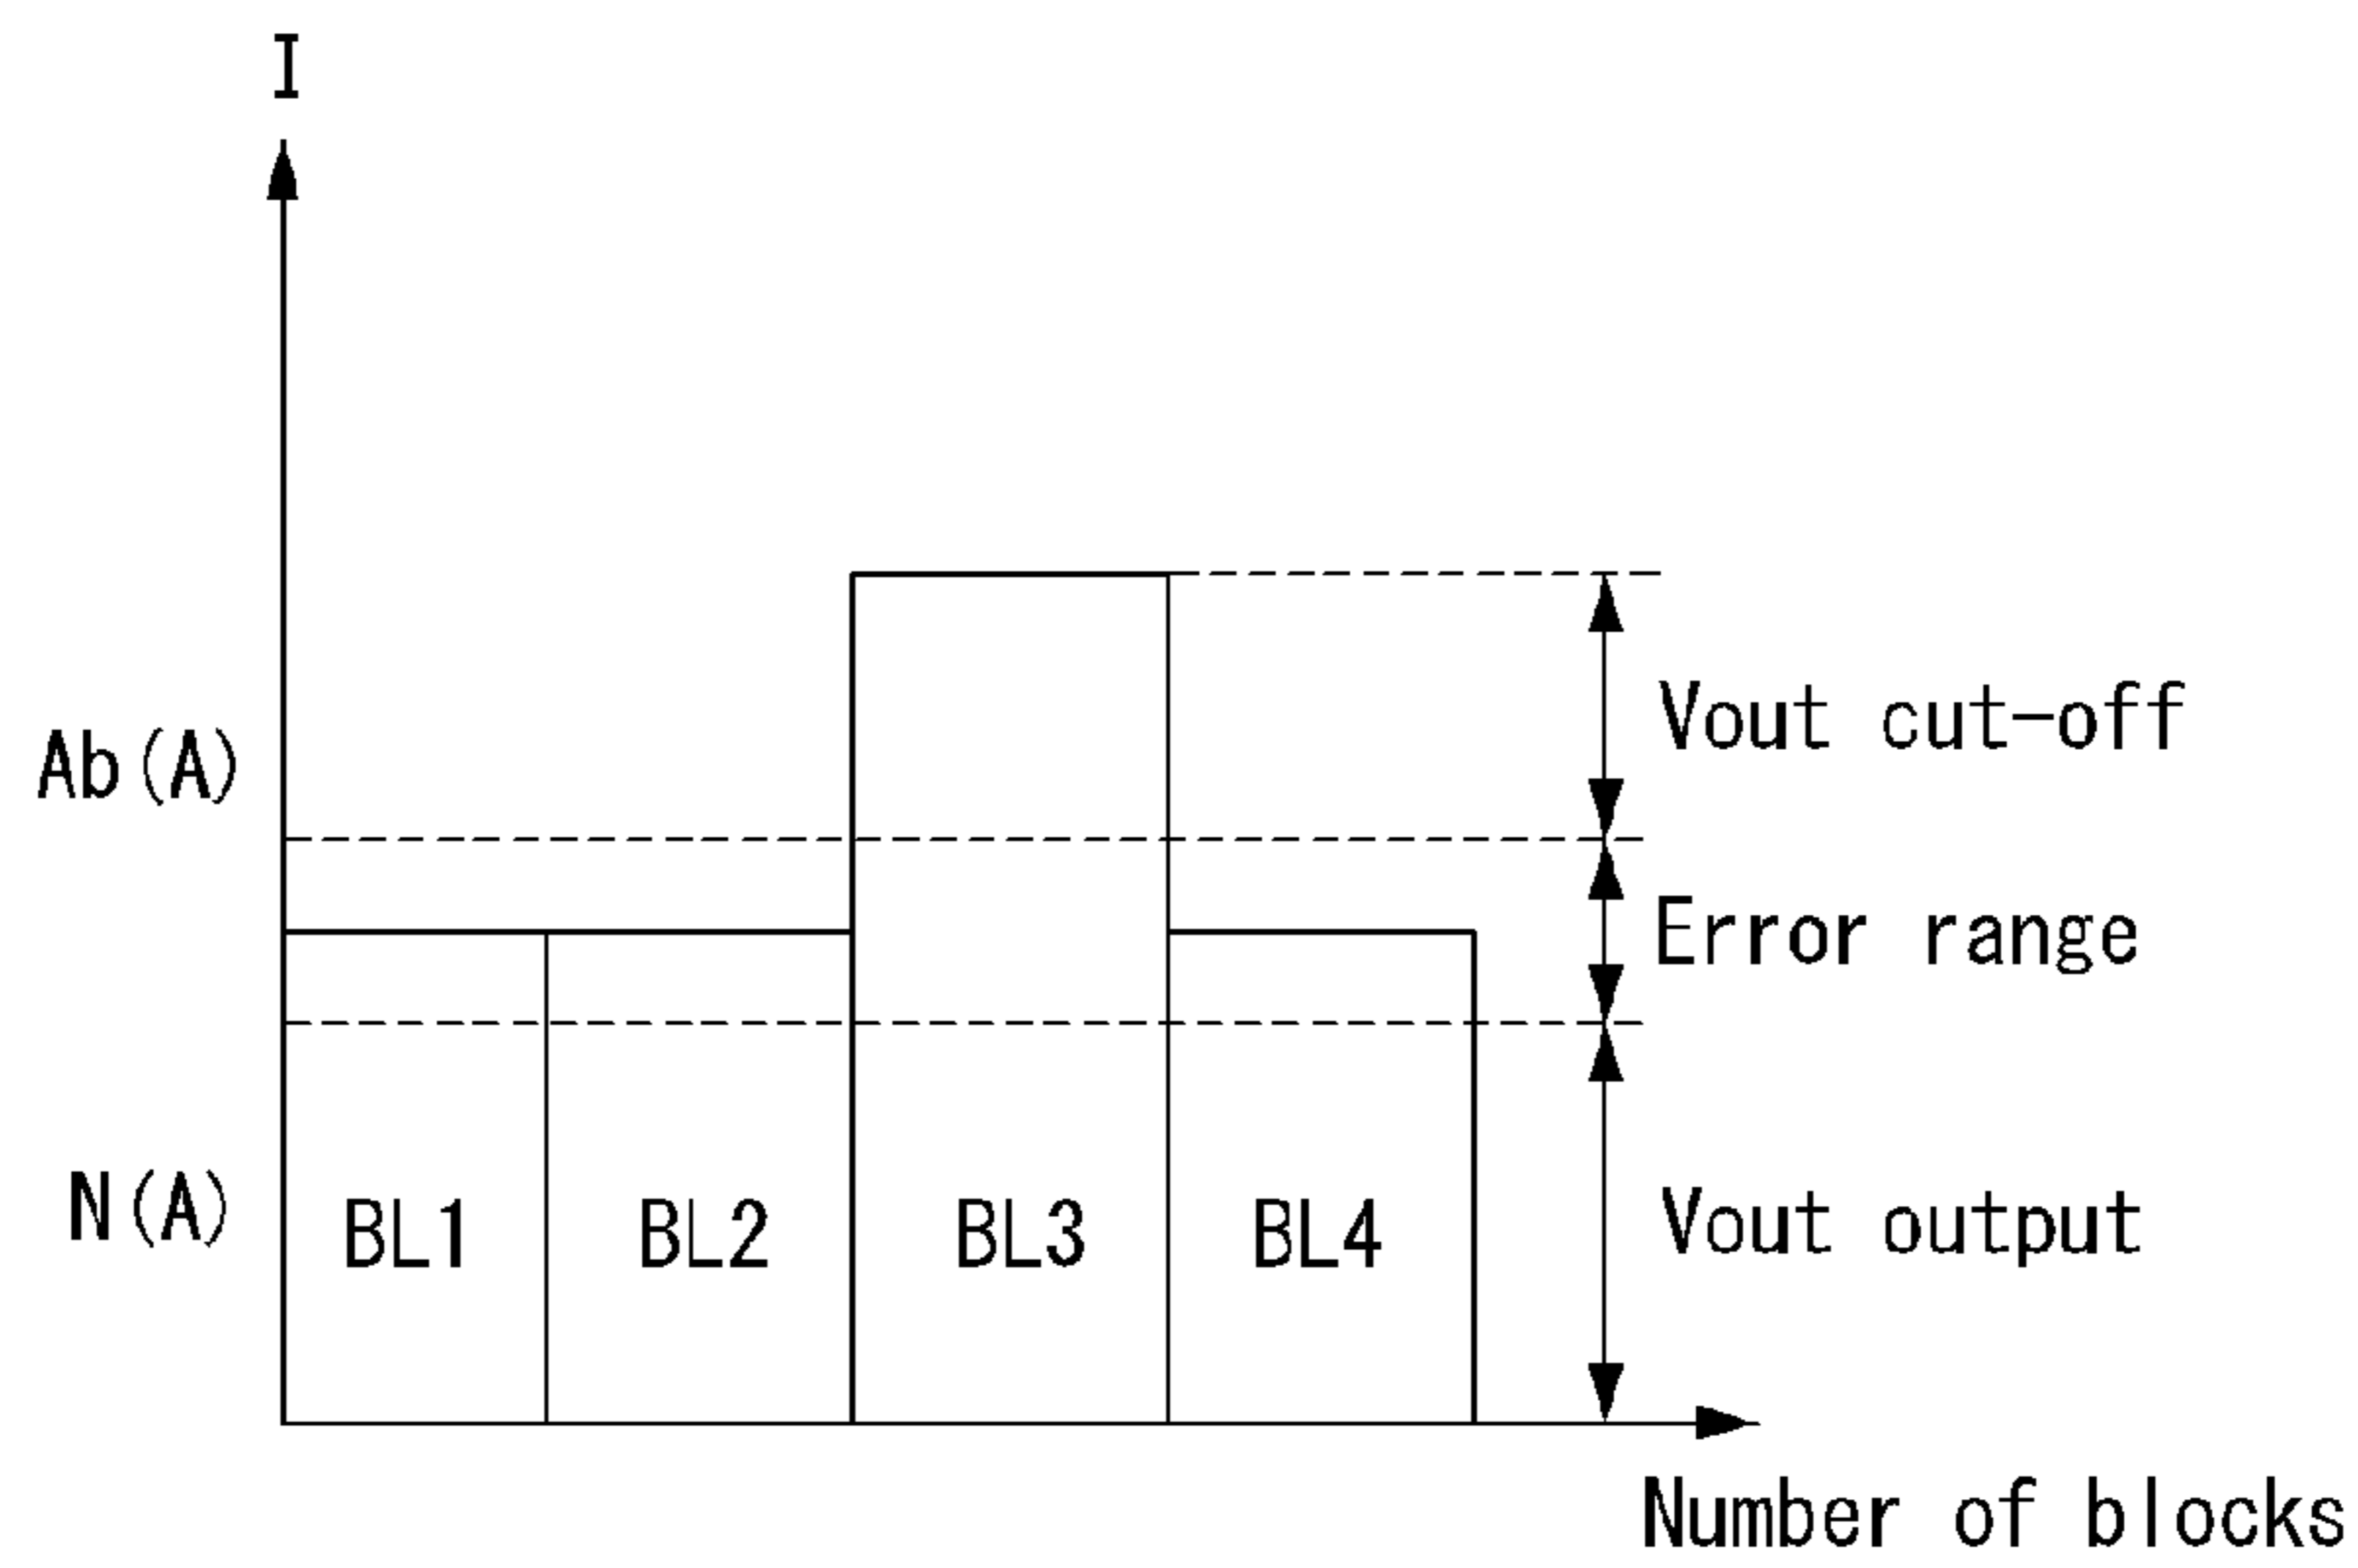 I
Vout cut-off
Ab(A)
Error range
N(A)
BL1
BL2
BL3
BL4
Vout output
Number of blocks